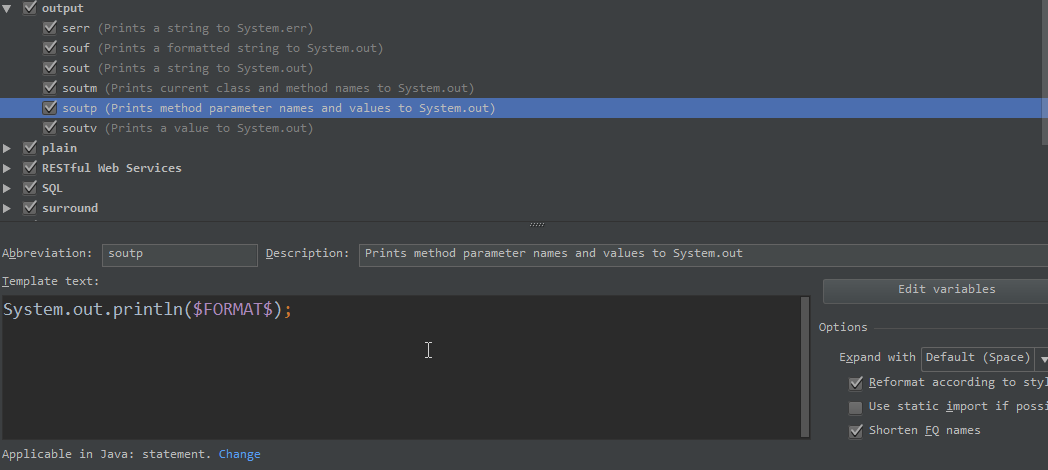 output
serr (Prints a string to System.err)
souf (Prints a formatted string to System.out)
sout (Prints a string to System.out)
soutm (Prints current class and method names to System.out)
soutp (Prints method parameter names and values to System.out)
soutv (Prints a value to System.out)
plain
RESTful Web Services
SQL
surround
Abbreviation: soutp Description: Prints method parameter names and values to System.out
Template text:
System.out.println($FORMAT$);
Edit variables
Options
Expand with Default (Space)
Reformat according to styl
Use static import if possi
Shorten FQ names
Applicable in Java: statement. Change